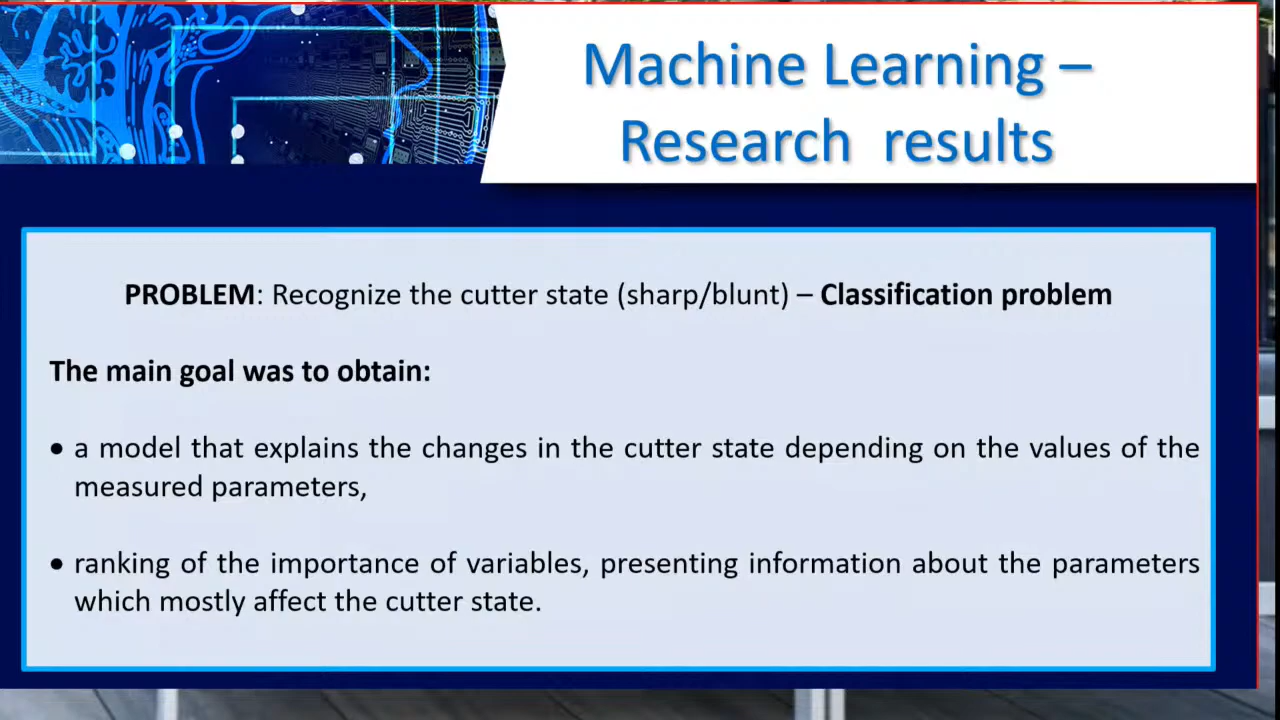 Machine Learning –
Research results
PROBLEM: Recognize the cutter state (sharp/blunt) – Classification problem
The main goal was to obtain:
• a model that explains the changes in the cutter state depending on the values of the
measured parameters,
• ranking of the importance of variables, presenting information about the parameters
which mostly affect the cutter state.